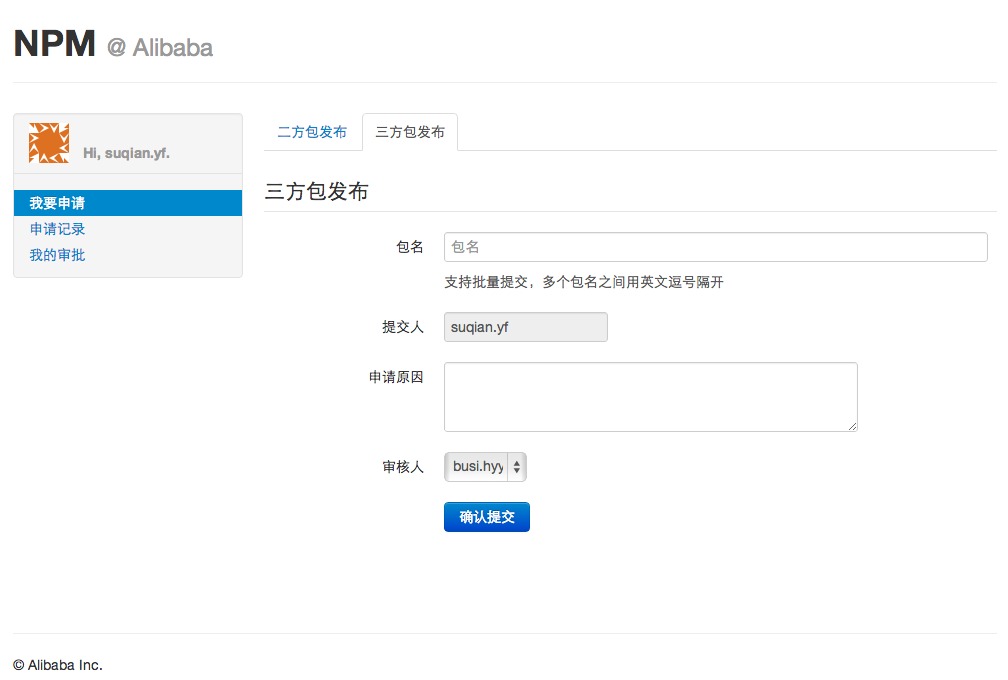 NPM @ Alibaba
Hi, suqian.yf.
我要申请
申请记录
我的审批
二方包发布 三方包发布
三方包发布
包名 包名
支持批量提交，多个包名之间用英文逗号隔开
提交人 suqian.yf
申请原因
审核人 busi.hyy
确认提交
© Alibaba Inc.